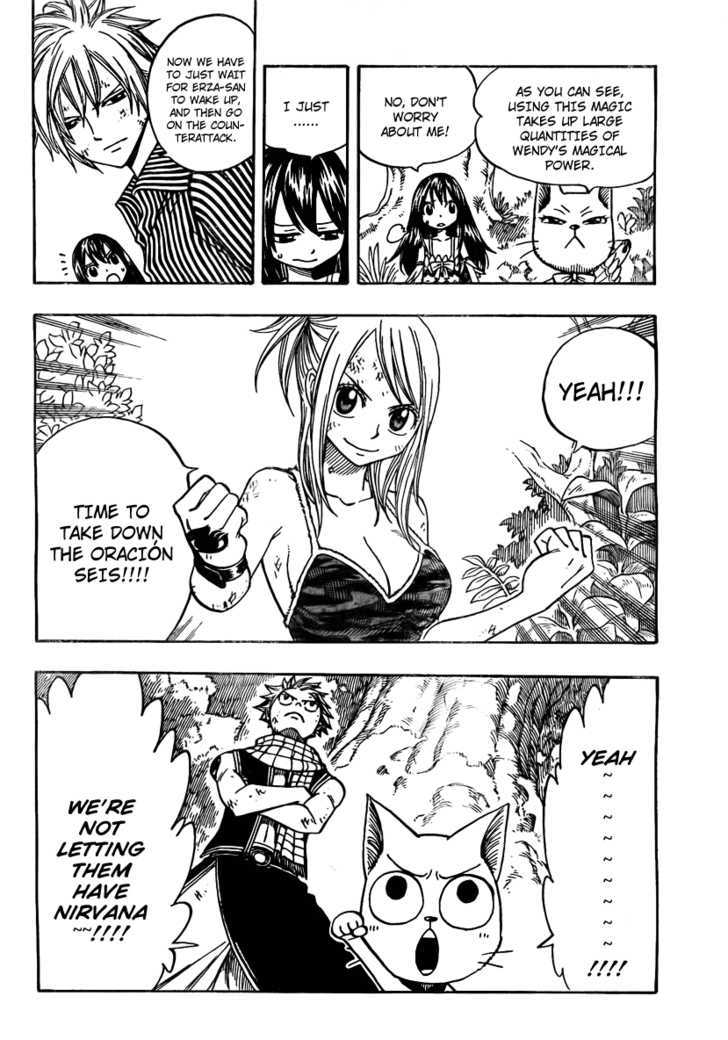 AS YOU CAN SEE,
USING THIS MAGIC
TAKES UP LARGE
QUANTITIES OF
WENDY'S MAGICAL
POWER.
NO, DON'T
WORRY
ABOUT ME!
I JUST
......
NOW WE HAVE
TO JUST WAIT
FOR ERZA-SAN
TO WAKE UP,
AND THEN GO
ON THE COUN-
TERATTACK.
YEAH!!!
TIME TO
TAKE DOWN
THE ORACIÓN
SEIS!!!!
YEAH
~
~
~
~
~
~
~
~
~
!!!!
WE'RE
NOT
LETTING
THEM
HAVE
NIRVANA
~~!!!!